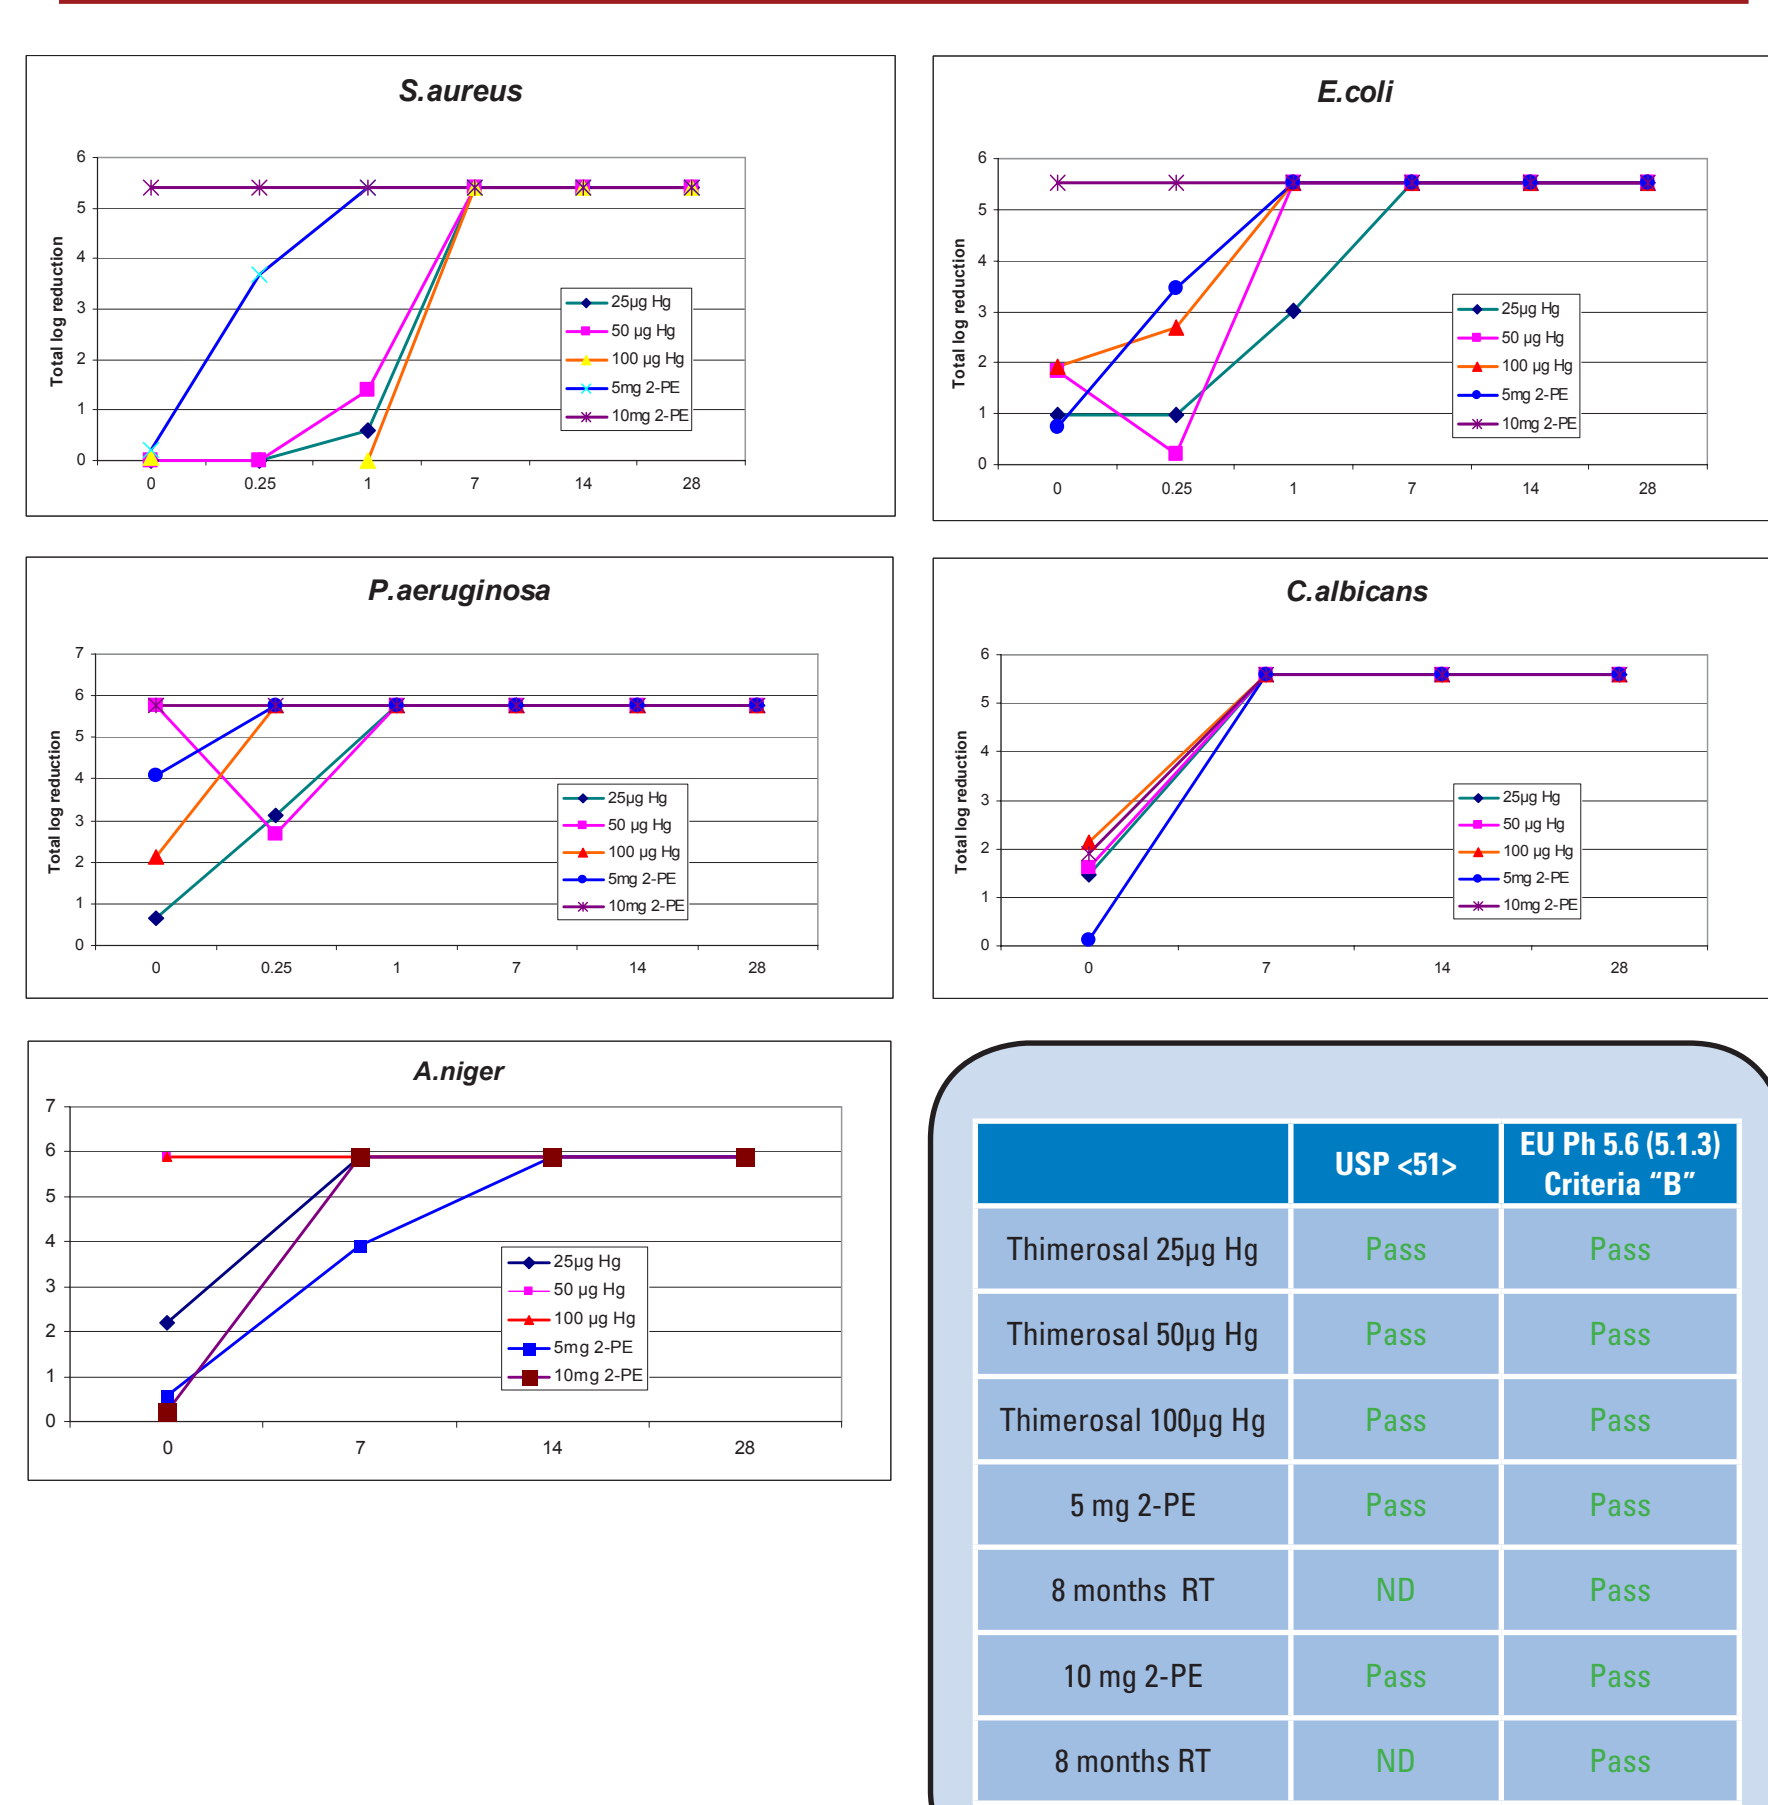 S.aureus
Total log reduction
6
5
4
3
2
1
0
0 0.25 1 7 14 28
25µg Hg
50 µg Hg
100 µg Hg
5mg 2-PE
10mg 2-PE
E.coli
Total log reduction
6
5
4
3
2
1
0
0 0.25 1 7 14 28
25µg Hg
50 µg Hg
100 µg Hg
5mg 2-PE
10mg 2-PE
P.aeruginosa
Total log reduction
7
6
5
4
3
2
1
0
0 0.25 1 7 14 28
25µg Hg
50 µg Hg
100 µg Hg
5mg 2-PE
10mg 2-PE
C.albicans
Total log reduction
6
5
4
3
2
1
0
0 7 14 28
25µg Hg
50 µg Hg
100 µg Hg
5mg 2-PE
10mg 2-PE
A.niger
7
6
5
4
3
2
1
0
0 7 14 28
25µg Hg
50 µg Hg
100 µg Hg
5mg 2-PE
10mg 2-PE
USP <51> EU Ph 5.6 (5.1.3)
Criteria “B”
Thimerosal 25µg Hg Pass Pass
Thimerosal 50µg Hg Pass Pass
Thimerosal 100µg Hg Pass Pass
5 mg 2-PE Pass Pass
8 months RT ND Pass
10 mg 2-PE Pass Pass
8 months RT ND Pass